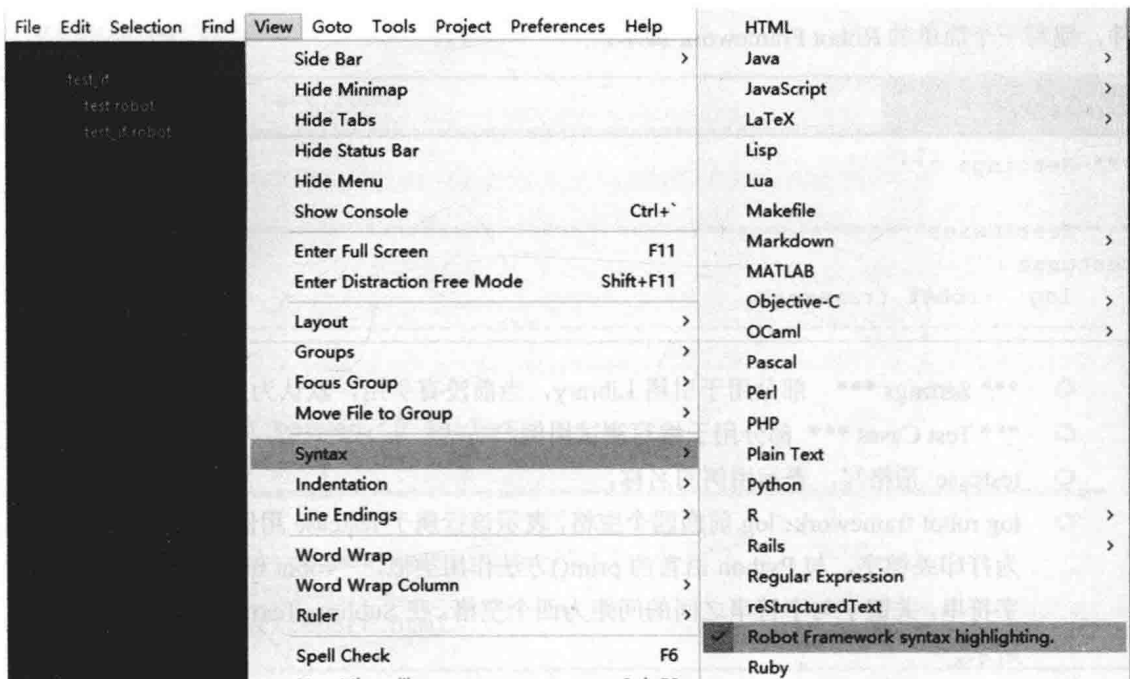 File Edit Selection Find View Goto Tools Project Preferences Help
test_if
test.robot
test_if.robot
Side Bar
Hide Minimap
Hide Tabs
Hide Status Bar
Hide Menu
Show Console Ctrl+`
Enter Full Screen F11
Enter Distraction Free Mode Shift+F11
Layout
Groups
Focus Group
Move File to Group
Syntax
Indentation
Line Endings
Word Wrap
Word Wrap Column
Ruler
Spell Check F6
HTML
Java
JavaScript
LaTeX
Lisp
Lua
Makefile
Markdown
MATLAB
Objective-C
OCaml
Pascal
Perl
PHP
Plain Text
Python
R
Rails
Regular Expression
reStructuredText
Robot Framework syntax highlighting.
Ruby